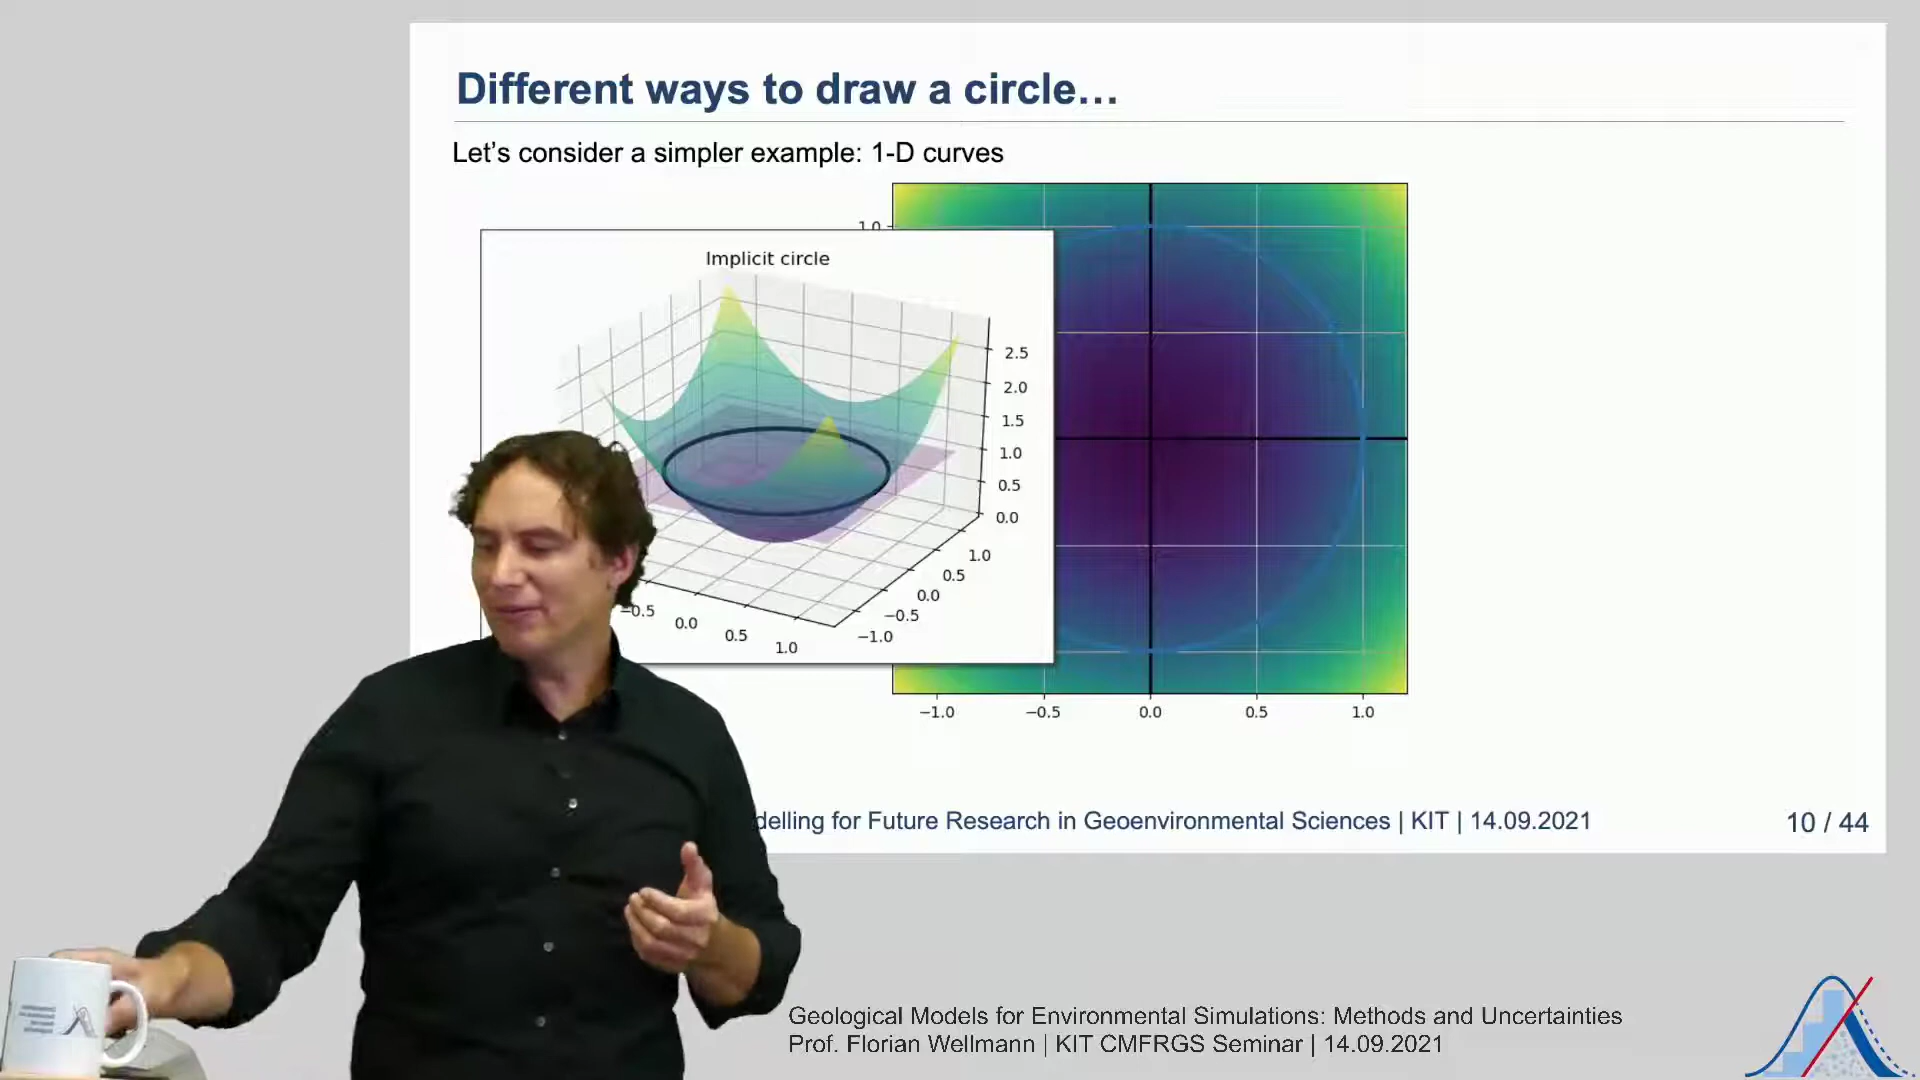 Different ways to draw a circle...
Let's consider a simpler example: 1-D curves
1.0
Implicit circle
2.5
2.0
1.5
1.0
0.5
0.0
1.0
0.5
0.0
−0.5
−1.0
−0.5
0.0
0.5
1.0
−1.0 −0.5 0.0 0.5 1.0
delling for Future Research in Geoenvironmental Sciences | KIT | 14.09.2021
10 / 44
Geological Models for Environmental Simulations: Methods and Uncertainties
Prof. Florian Wellmann | KIT CMFRGS Seminar | 14.09.2021